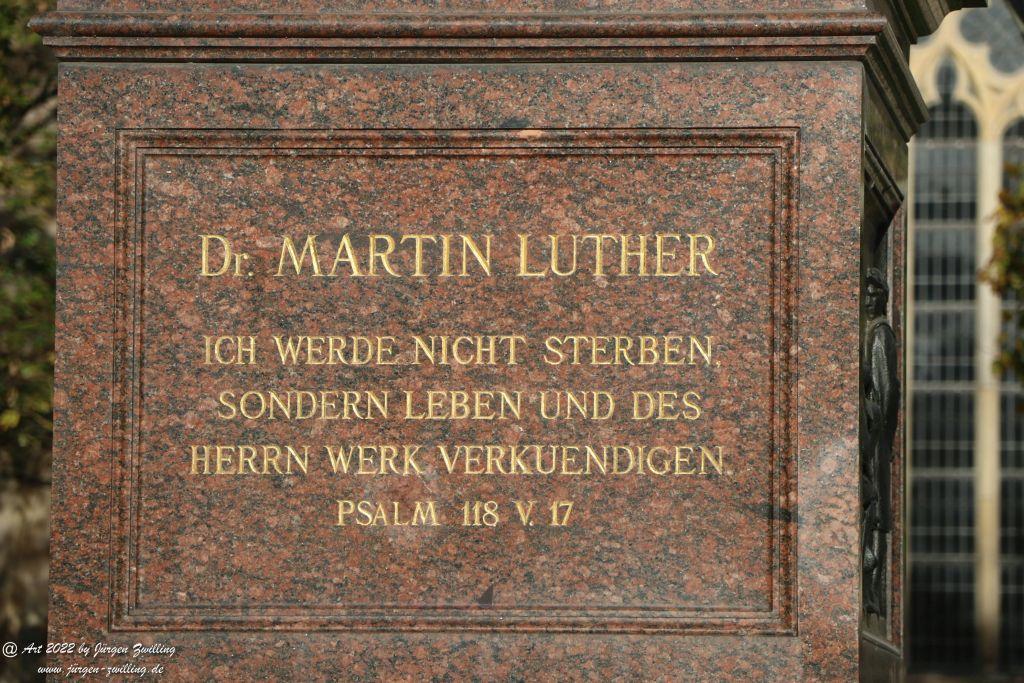 Dr. MARTIN LUTHER
ICH WERDE NICHT STERBEN,
SONDERN LEBEN UND DES
HERRN WERK VERKUENDIGEN.
PSALM 118 V. 17
@ Art 2022 by Jürgen Zwilling
www.jürgen-zwilling.de